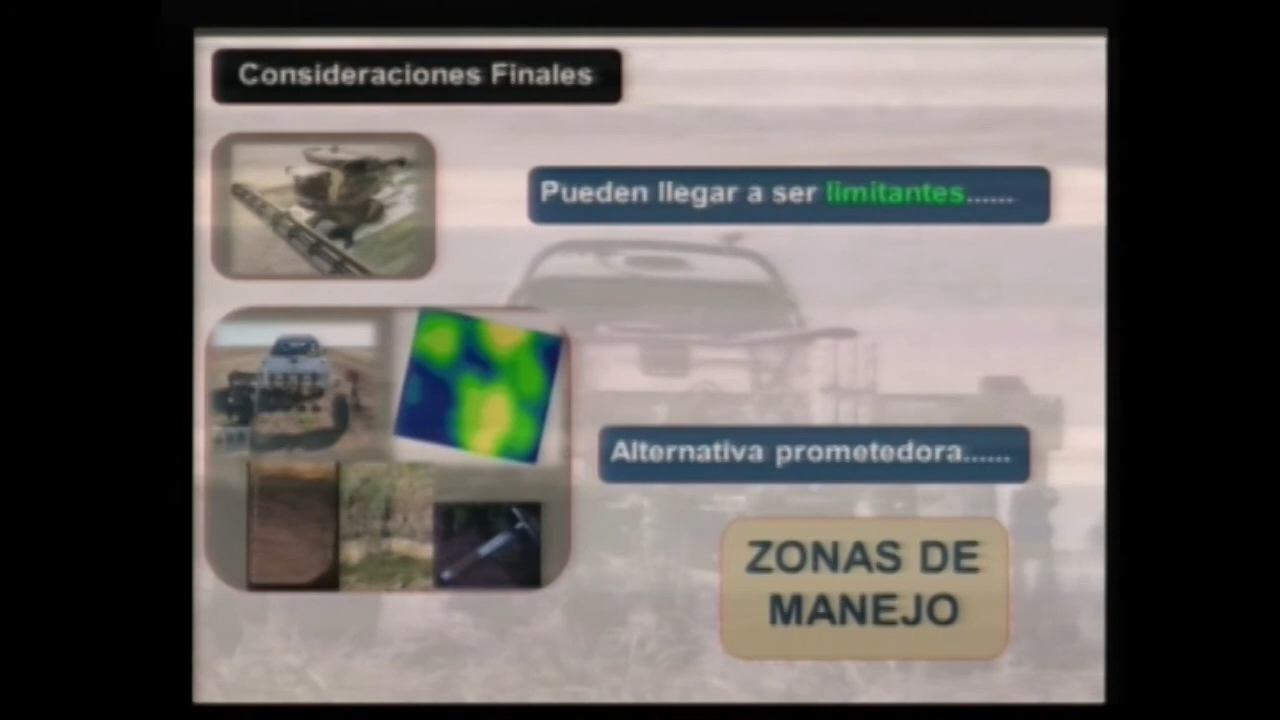 Consideraciones Finales
Pueden llegar a ser limitantes......
Alternativa prometedora......
ZONAS DE
MANEJO